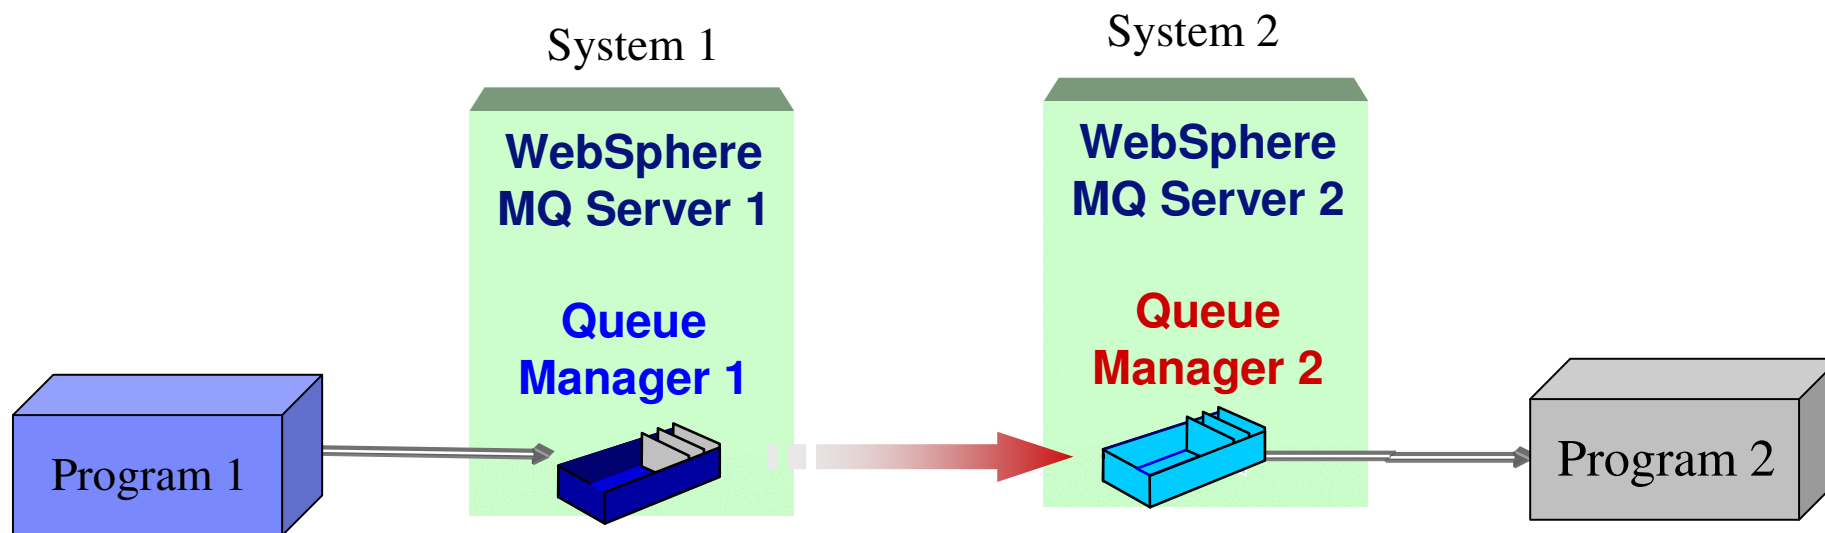 System 1
System 2
WebSphere
MQ Server 1
WebSphere
MQ Server 2
Queue
Manager 1
Queue
Manager 2
Program 1
Program 2